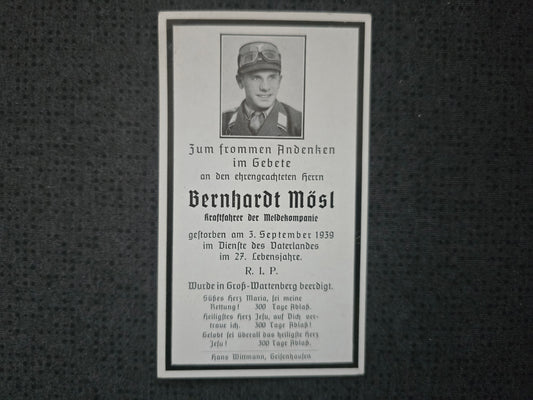 Zum frommen Andenken
im Gebete
an den ehrengeachteten Herrn
Bernhardt Mösl
Kraftfahrer der Meldekompanie
gestorben am 3. September 1939
im Dienste des Vaterlandes
im 27. Lebensjahre.
R. I. P.
Wurde in Groß-Wartenberg beerdigt.
Süßes Herz Maria, sei meine
Rettung! 300 Tage Ablaß.
Heiligstes Herz Jesu, auf Dich ver-
traue ich. 300 Tage Ablaß!
Gelobt sei überall das heiligste Herz
Jesu! 300 Tage Ablaß.
Hans Wittmann, Geisenhausen